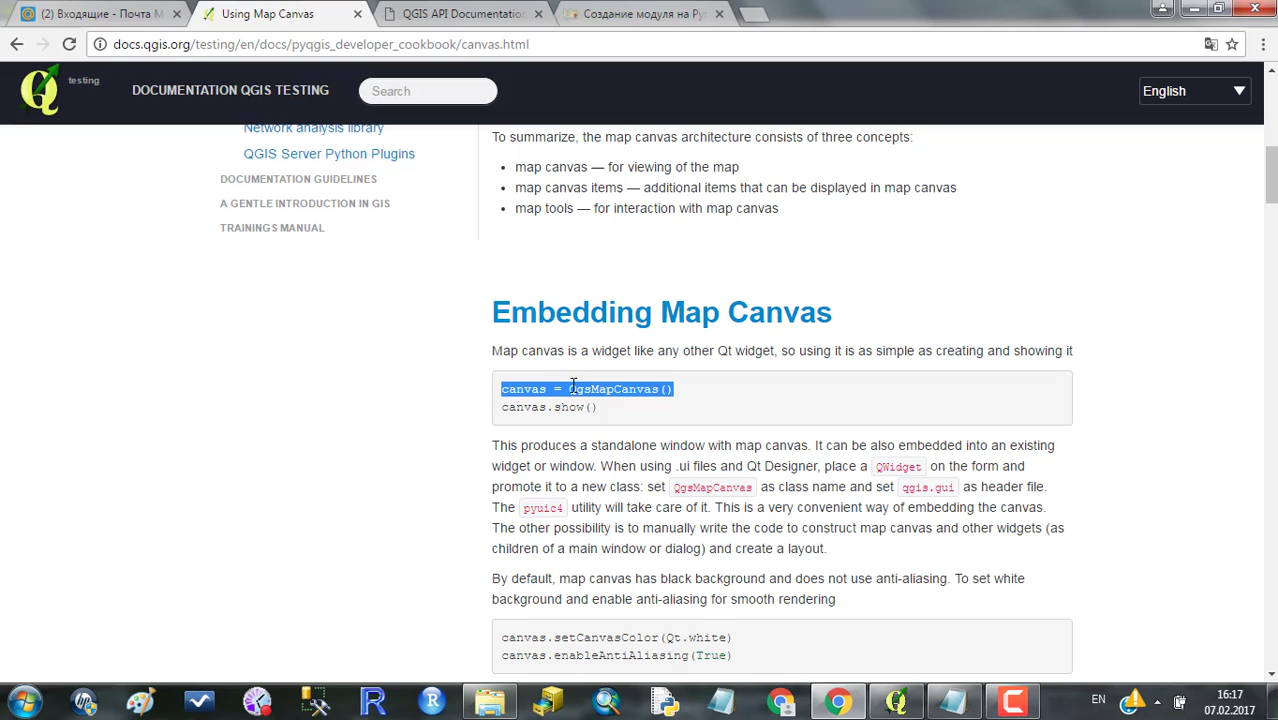 (2) Входящие - Почта M
Using Map Canvas
QGIS API Documentation
Создание модуля на Py
docs.qgis.org/testing/en/docs/pyqgis_developer_cookbook/canvas.html
testing
DOCUMENTATION QGIS TESTING
Search
English
Network analysis library
QGIS Server Python Plugins
DOCUMENTATION GUIDELINES
A GENTLE INTRODUCTION IN GIS
TRAININGS MANUAL
To summarize, the map canvas architecture consists of three concepts:
• map canvas — for viewing of the map
• map canvas items — additional items that can be displayed in map canvas
• map tools — for interaction with map canvas
Embedding Map Canvas
Map canvas is a widget like any other Qt widget, so using it is as simple as creating and showing it
canvas = QgsMapCanvas()
canvas.show()
This produces a standalone window with map canvas. It can be also embedded into an existing
widget or window. When using .ui files and Qt Designer, place a QWidget on the form and
promote it to a new class: set QgsMapCanvas as class name and set qgis.gui as header file.
The pyuic4 utility will take care of it. This is a very convenient way of embedding the canvas.
The other possibility is to manually write the code to construct map canvas and other widgets (as
children of a main window or dialog) and create a layout.
By default, map canvas has black background and does not use anti-aliasing. To set white
background and enable anti-aliasing for smooth rendering
canvas.setCanvasColor(Qt.white)
canvas.enableAntiAliasing(True)
EN
16:17
07.02.2017